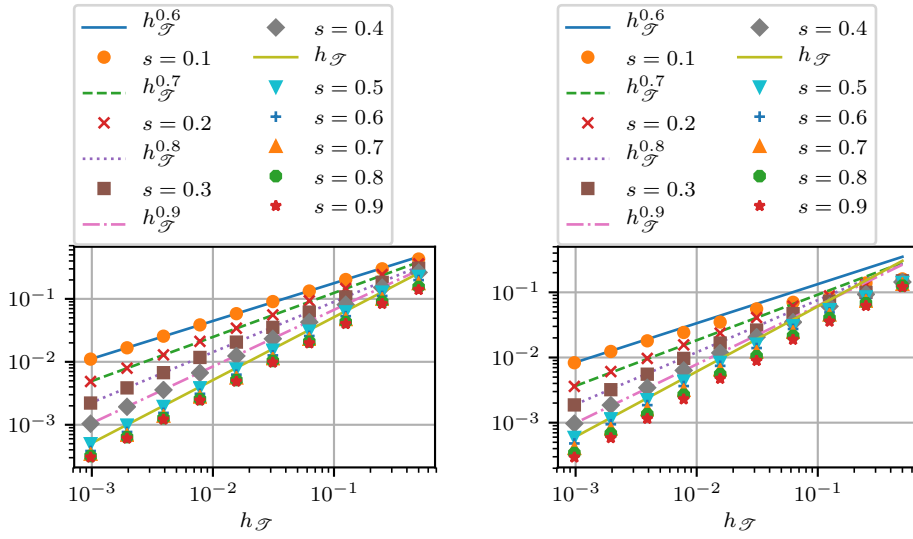 h_𝒯^0.6
s = 0.1
h_𝒯^0.7
s = 0.2
h_𝒯^0.8
s = 0.3
h_𝒯^0.9
s = 0.4
h_𝒯
s = 0.5
s = 0.6
s = 0.7
s = 0.8
s = 0.9
10^−1
10^−2
10^−3
10^−3
10^−2
10^−1
h_𝒯
h_𝒯^0.6
s = 0.1
h_𝒯^0.7
s = 0.2
h_𝒯^0.8
s = 0.3
h_𝒯^0.9
s = 0.4
h_𝒯
s = 0.5
s = 0.6
s = 0.7
s = 0.8
s = 0.9
10^−1
10^−2
10^−3
10^−3
10^−2
10^−1
h_𝒯